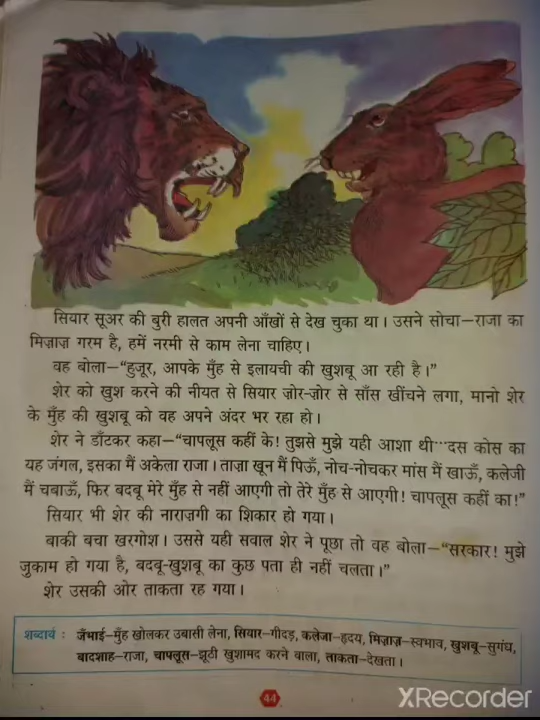 सियार सूअर की बुरी हालत अपनी आँखों से देख चुका था। उसने सोचा—राजा का
मिज़ाज़ गरम है, हमें नरमी से काम लेना चाहिए।
वह बोला—“हुज़ूर, आपके मुँह से इलायची की खुशबू आ रही है।”
शेर को खुश करने की नीयत से सियार ज़ोर-ज़ोर से साँस खींचने लगा, मानो शेर
के मुँह की खुशबू को वह अपने अंदर भर रहा हो।
शेर ने डाँटकर कहा—“चापलूस कहीं के! तुझसे मुझे यही आशा थी···दस कोस का
यह जंगल, इसका मैं अकेला राजा। ताज़ा खून मैं पिऊँ, नोच-नोचकर मांस मैं खाऊँ, कलेजी
मैं चबाऊँ, फिर बदबू मेरे मुँह से नहीं आएगी तो तेरे मुँह से आएगी! चापलूस कहीं का!”
सियार भी शेर की नाराज़गी का शिकार हो गया।
बाकी बचा खरगोश। उससे यही सवाल शेर ने पूछा तो वह बोला—“सरकार! मुझे
ज़ुकाम हो गया है, बदबू-खुशबू का कुछ पता ही नहीं चलता।”
शेर उसकी ओर ताकता रह गया।
शब्दार्थ : जँभाई—मुँह खोलकर उबासी लेना, सियार—गीदड़, कलेजा—हृदय, मिज़ाज़—स्वभाव, खुशबू—सुगंध,
बादशाह—राजा, चापलूस—झूठी खुशामद करने वाला, ताकता—देखता।
44
XRecorder